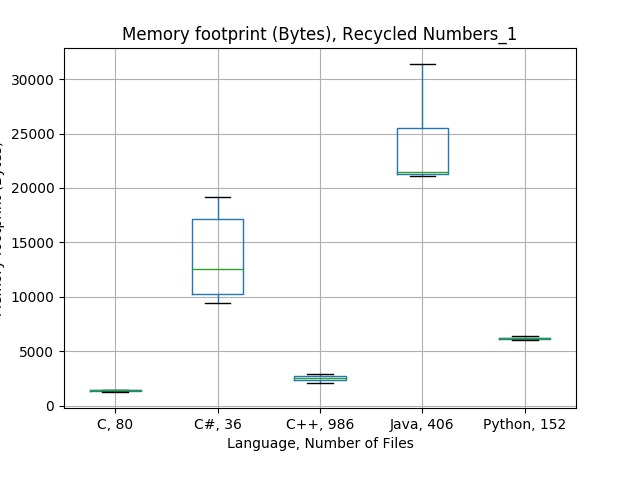 Memory footprint (Bytes), Recycled Numbers_1
30000
25000
20000
15000
10000
5000
0
C, 80
C#, 36
C++, 986
Java, 406
Python, 152
Language, Number of Files